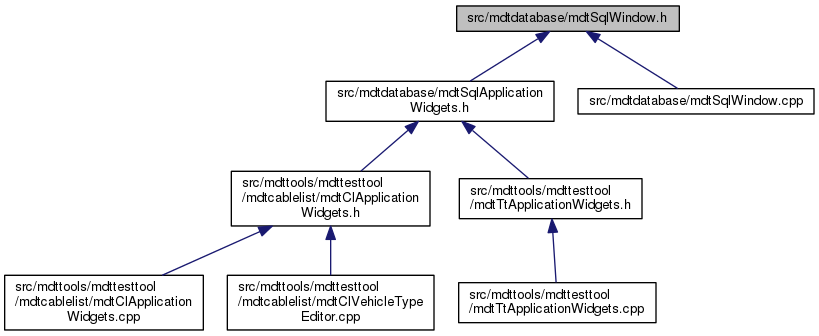 src/mdtdatabase/mdtSqlWindow.h
src/mdtdatabase/mdtSqlApplication
Widgets.h
src/mdtdatabase/mdtSqlWindow.cpp
src/mdttools/mdttesttool
/mdtcablelist/mdtClApplication
Widgets.h
src/mdttools/mdttesttool
/mdtTtApplicationWidgets.h
src/mdttools/mdttesttool
/mdtcablelist/mdtClApplication
Widgets.cpp
src/mdttools/mdttesttool
/mdtcablelist/mdtClVehicleType
Editor.cpp
src/mdttools/mdttesttool
/mdtTtApplicationWidgets.cpp